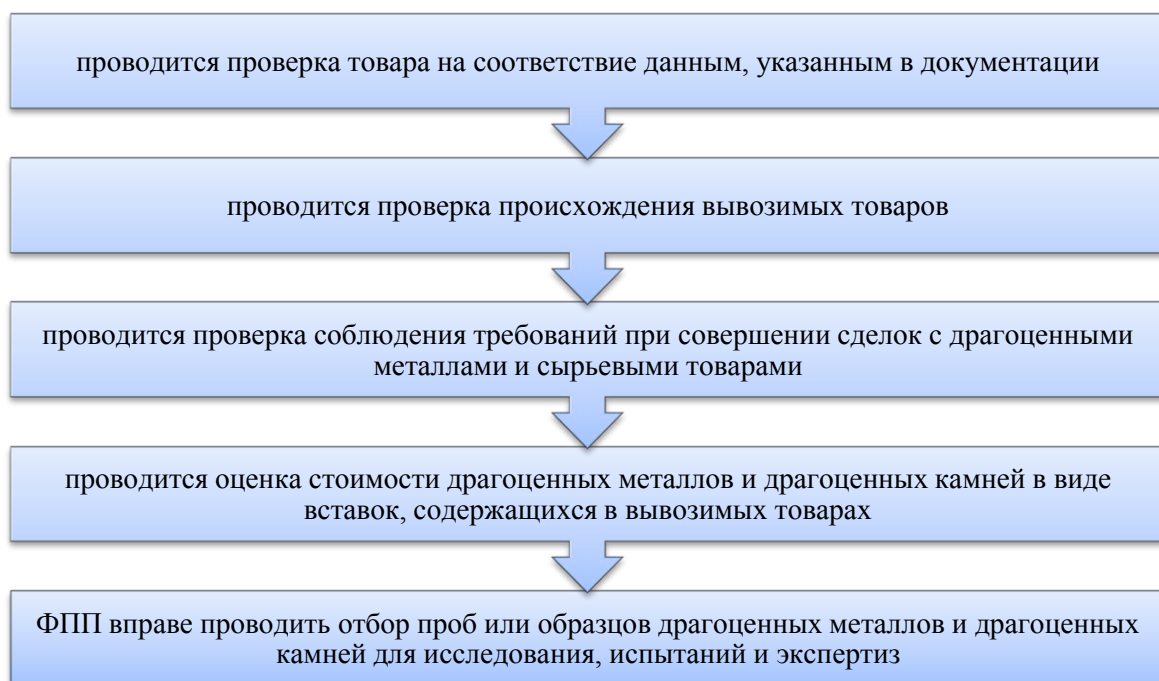 проводится проверка товара на соответствие данным, указанным в документации
проводится проверка происхождения вывозимых товаров
проводится проверка соблюдения требований при совершении сделок с драгоценными
металлами и сырьевыми товарами
проводится оценка стоимости драгоценных металлов и драгоценных камней в виде
вставок, содержащихся в вывозимых товарах
ФПП вправе проводить отбор проб или образцов драгоценных металлов и драгоценных
камней для исследования, испытаний и экспертиз